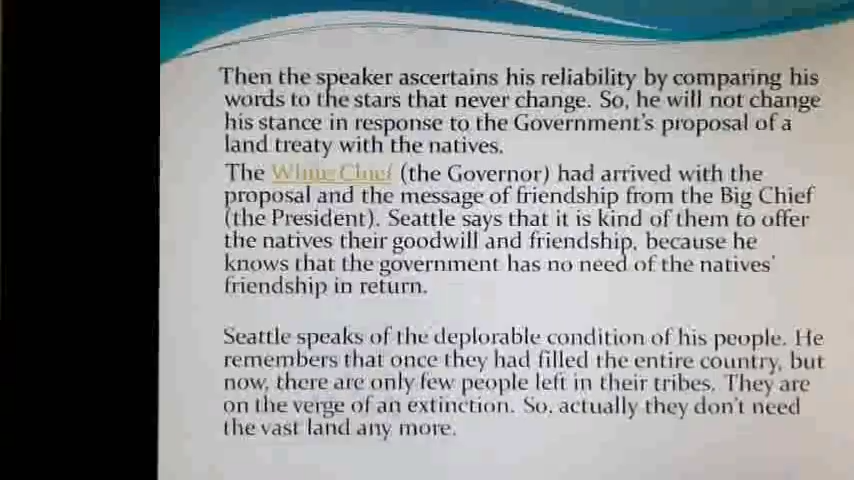 Then the speaker ascertains his reliability by comparing his
words to the stars that never change. So, he will not change
his stance in response to the Government's proposal of a
land treaty with the natives.
The White Chief (the Governor) had arrived with the
proposal and the message of friendship from the Big Chief
(the President). Seattle says that it is kind of them to offer
the natives their goodwill and friendship, because he
knows that the government has no need of the natives'
friendship in return.
Seattle speaks of the deplorable condition of his people. He
remembers that once they had filled the entire country, but
now, there are only few people left in their tribes. They are
on the verge of an extinction. So, actually they don't need
the vast land any more.